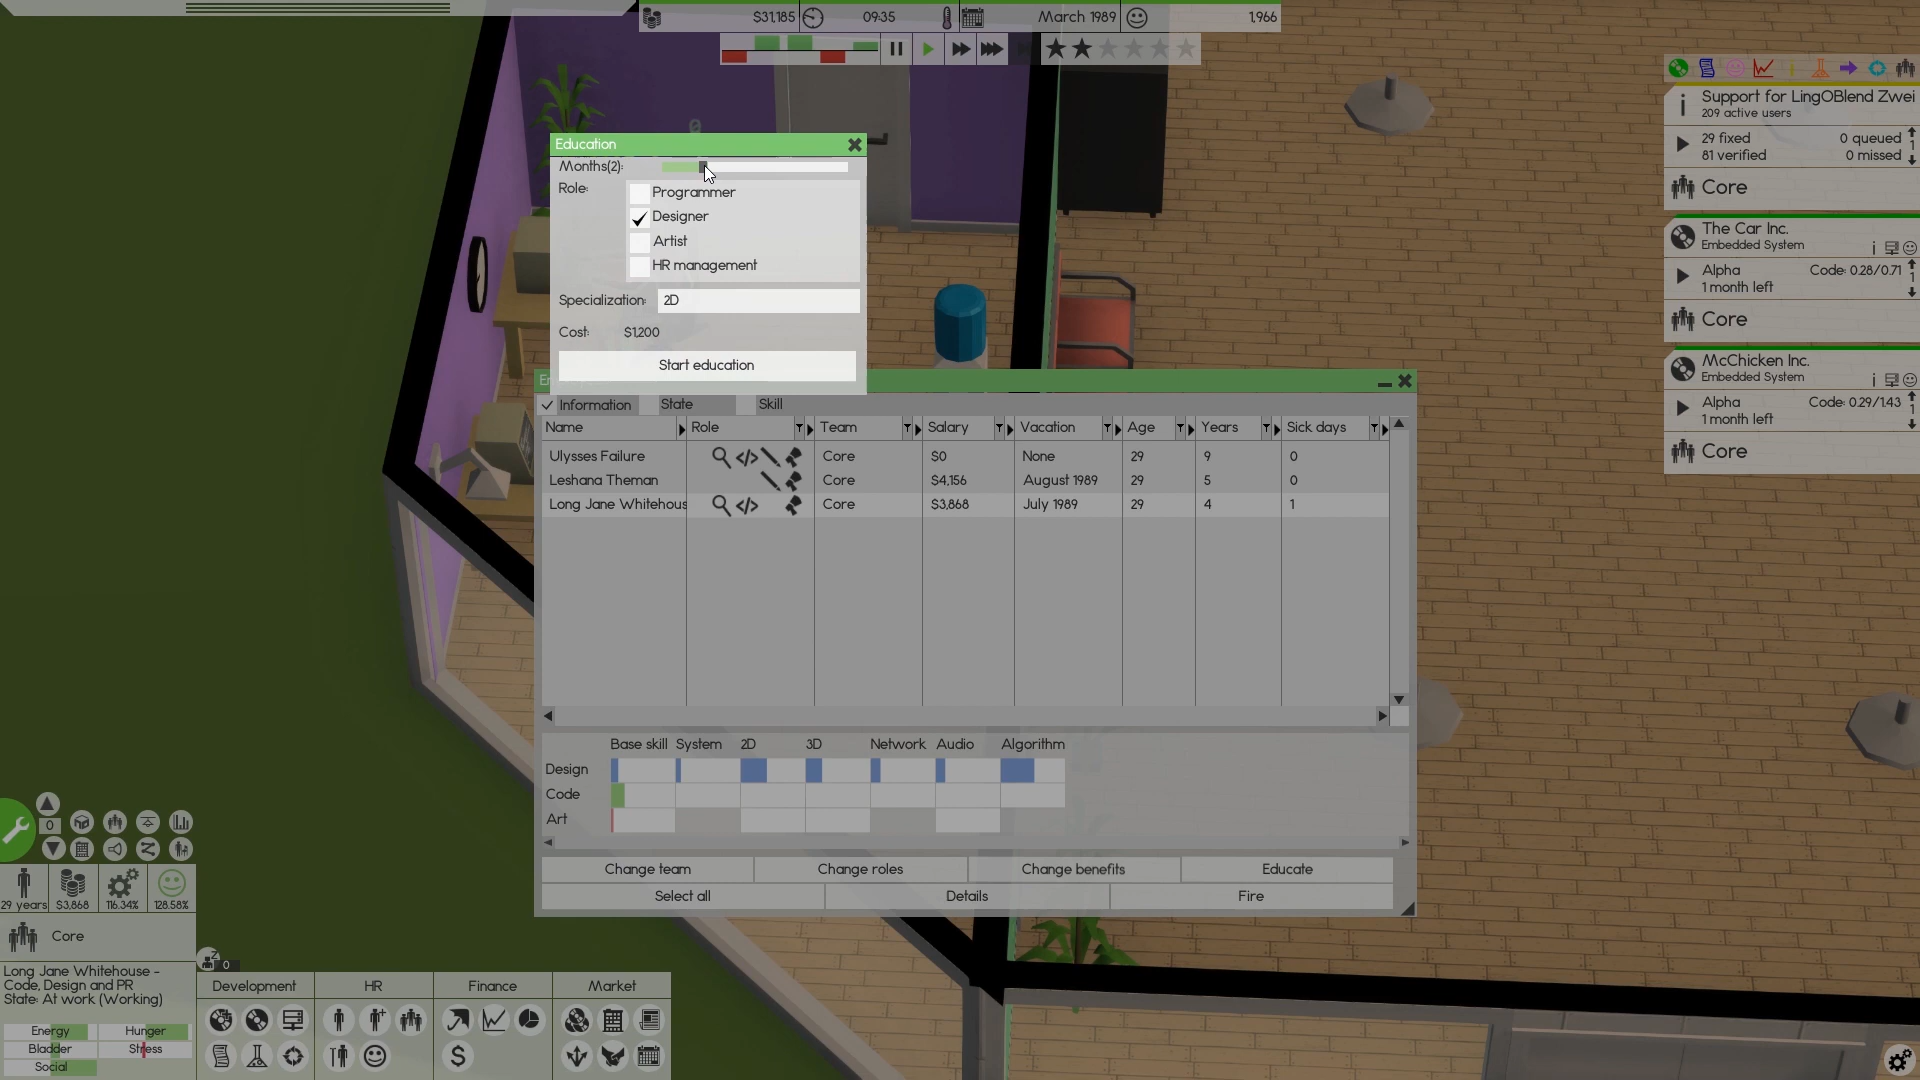 $31,185
09:35
March 1989
1,966
Education
Months(2):
Role:
Programmer
Designer
Artist
HR management
Specialization:
2D
Cost:
$1,200
Start education
Support for LingOBlend Zwei
209 active users
29 fixed
0 queued
81 verified
0 missed
1
Core
The Car Inc.
Embedded System
Alpha
Code: 0.28/0.71
1 month left
1
Core
McChicken Inc.
Embedded System
Alpha
Code: 0.29/1.43
1 month left
1
Core
Information
State
Skill
Name
Role
Team
Salary
Vacation
Age
Years
Sick days
Ulysses Failure
Core
$0
None
29
9
0
Leshana Theman
Core
$4,156
August 1989
29
5
0
Long Jane Whitehous
Core
$3,868
July 1989
29
4
1
Base skill
System
2D
3D
Network
Audio
Algorithm
Design
Code
Art
Change team
Change roles
Change benefits
Educate
Select all
Details
Fire
0
29 years
$3,868
116.34%
128.58%
Core
Long Jane Whitehouse -
Code, Design and PR
State: At work (Working)
Energy
Hunger
Bladder
Stress
Social
0
Development
HR
Finance
Market